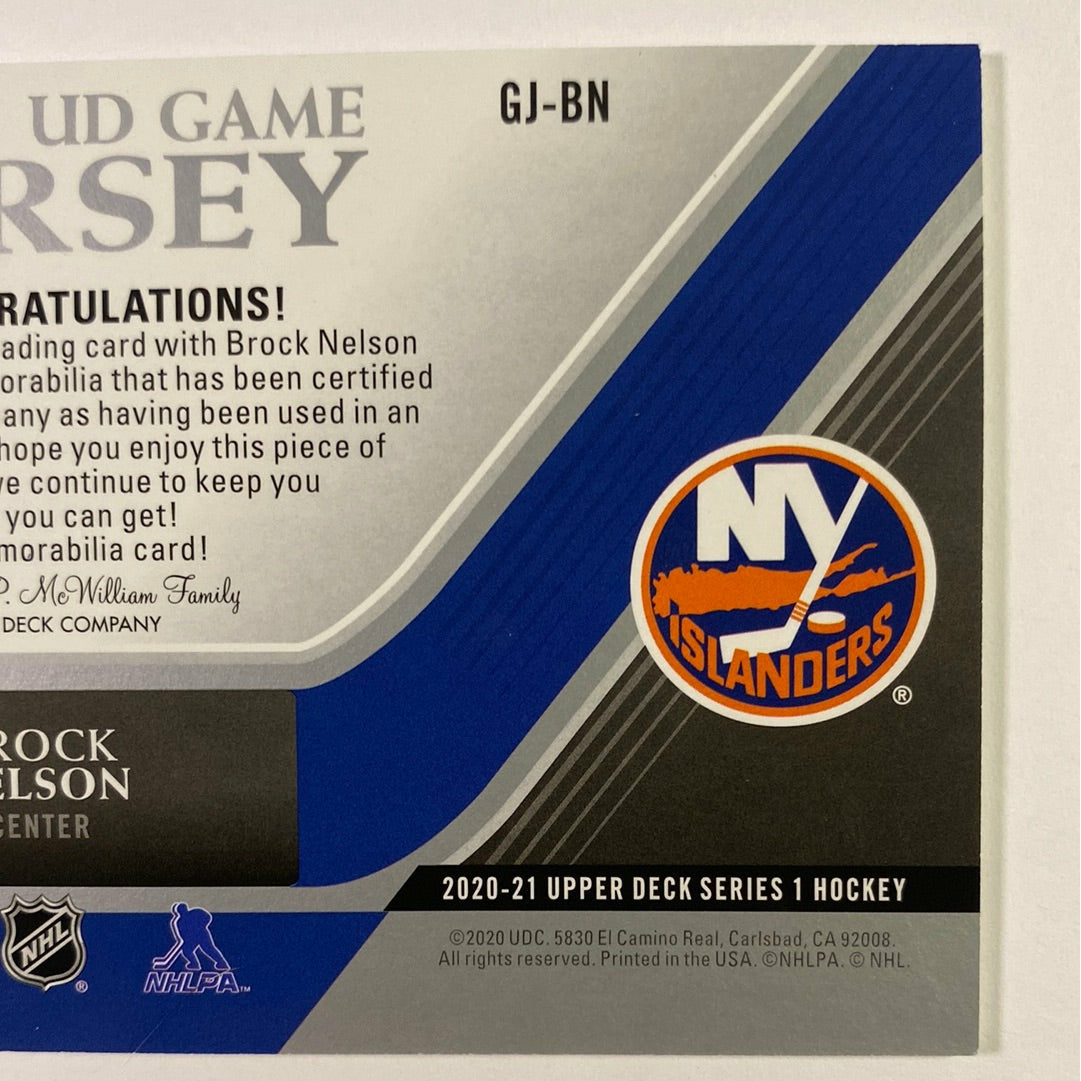 UD GAME
GJ-BN
RSEY
RATULATIONS!
ading card with Brock Nelson
orabilia that has been certified
any as having been used in an
hope you enjoy this piece of
ve continue to keep you
you can get!
morabilia card!
P. McWilliam Family
DECK COMPANY
NY
ISLANDERS
®
ROCK
ELSON
CENTER
2020-21 UPPER DECK SERIES 1 HOCKEY
NHL
®
NHLPA™
©2020 UDC. 5830 El Camino Real, Carlsbad, CA 92008.
All rights reserved. Printed in the USA. ©NHLPA. © NHL.